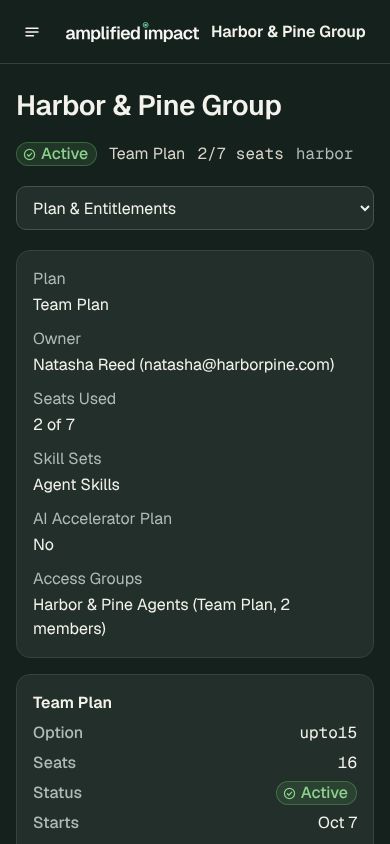 amplified impact Harbor & Pine Group
Harbor & Pine Group
Active Team Plan 2/7 seats harbor
Plan & Entitlements
Plan
Team Plan
Owner
Natasha Reed (natasha@harborpine.com)
Seats Used
2 of 7
Skill Sets
Agent Skills
AI Accelerator Plan
No
Access Groups
Harbor & Pine Agents (Team Plan, 2
members)
Team Plan
Option upto15
Seats 16
Status Active
Starts Oct 7